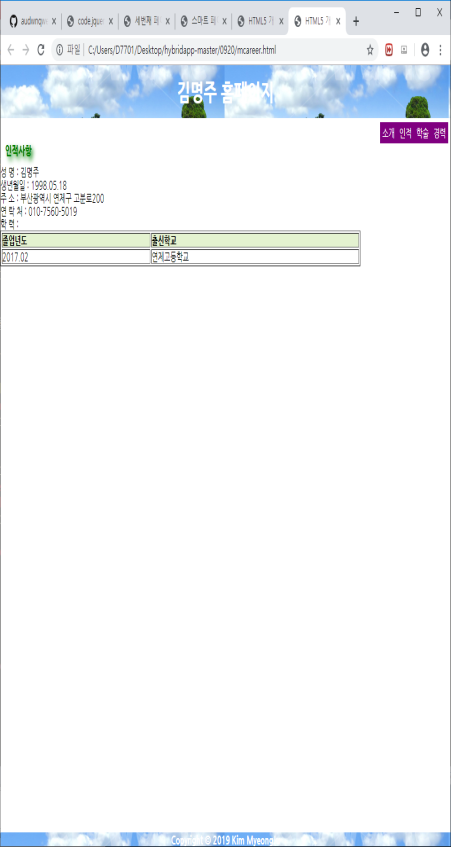 audwnqw
code.jque
세번째 페
스마트 페
HTML5 기
HTML5 기
파일 | C:/Users/D7701/Desktop/hybridapp-master/0920/mcareer.html
김명주 홈페이지
소개 인적 학술 경력
인적사항
성 명 : 김명주
생년월일 : 1998.05.18
주 소 : 부산광역시 연제구 고분로200
연 락 처 : 010-7560-5019
학 력 :
졸업년도 출신학교
2017.02 연제고등학교
Copyright © 2019 Kim Myeong